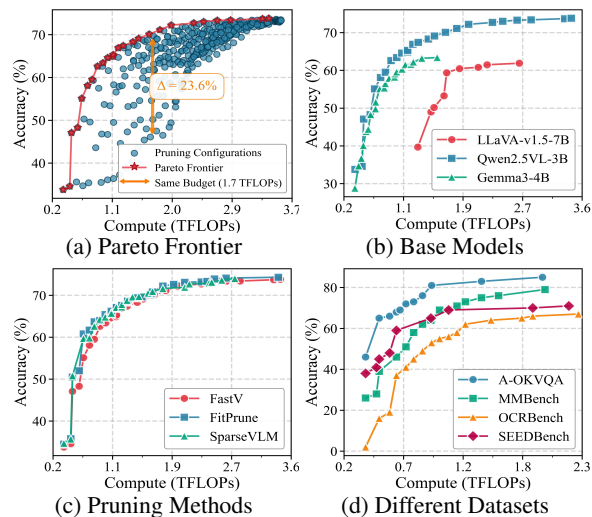 Accuracy (%)
70
60
50
40
Δ = 23.6%
Pruning Configurations
Pareto Frontier
Same Budget (1.7 TFLOPs)
0.2 1.1 2.0 2.8 3.7
Compute (TFLOPs)
(a) Pareto Frontier
Accuracy (%)
70
60
50
40
30
LLaVA-v1.5-7B
Qwen2.5VL-3B
Gemma3-4B
0.2 1.1 1.9 2.7 3.6
Compute (TFLOPs)
(b) Base Models
Accuracy (%)
70
60
50
40
FastV
FitPrune
SparseVLM
0.2 1.1 1.9 2.7 3.6
Compute (TFLOPs)
(c) Pruning Methods
Accuracy (%)
80
60
40
20
0
A-OKVQA
MMBench
OCRBench
SEEDBench
0.2 0.7 1.2 1.8 2.3
Compute (TFLOPs)
(d) Different Datasets